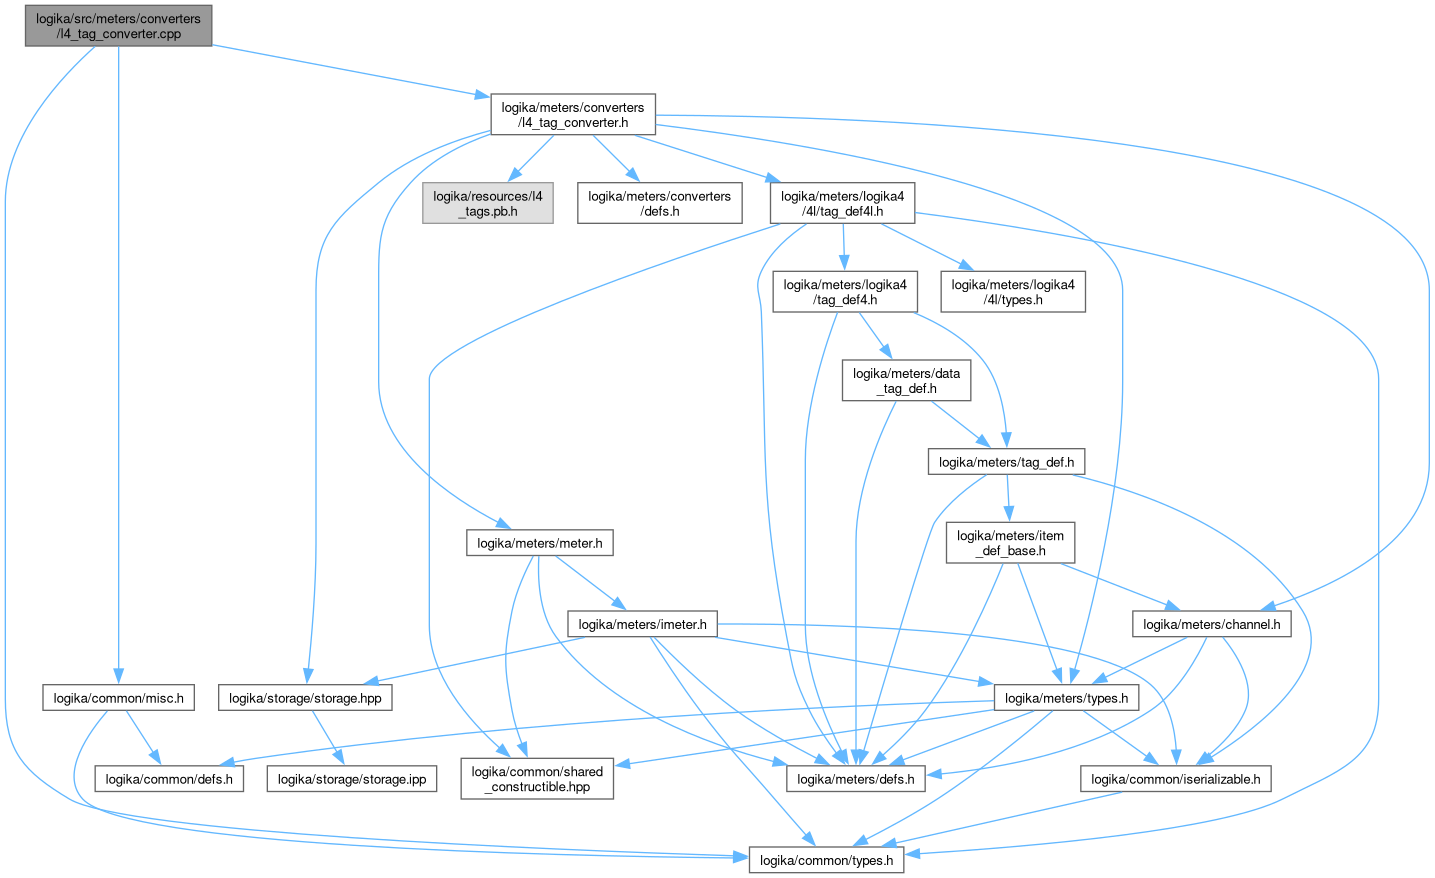 logika/src/meters/converters
/l4_tag_converter.cpp
logika/meters/converters
/l4_tag_converter.h
logika/resources/l4
_tags.pb.h
logika/meters/converters
/defs.h
logika/meters/logika4
/4l/tag_def4l.h
logika/meters/logika4
/tag_def4.h
logika/meters/logika4
/4l/types.h
logika/meters/data
_tag_def.h
logika/meters/tag_def.h
logika/meters/meter.h
logika/meters/item
_def_base.h
logika/meters/imeter.h
logika/meters/channel.h
logika/common/misc.h
logika/storage/storage.hpp
logika/meters/types.h
logika/common/defs.h
logika/storage/storage.ipp
logika/common/shared
_constructible.hpp
logika/meters/defs.h
logika/common/iserializable.h
logika/common/types.h